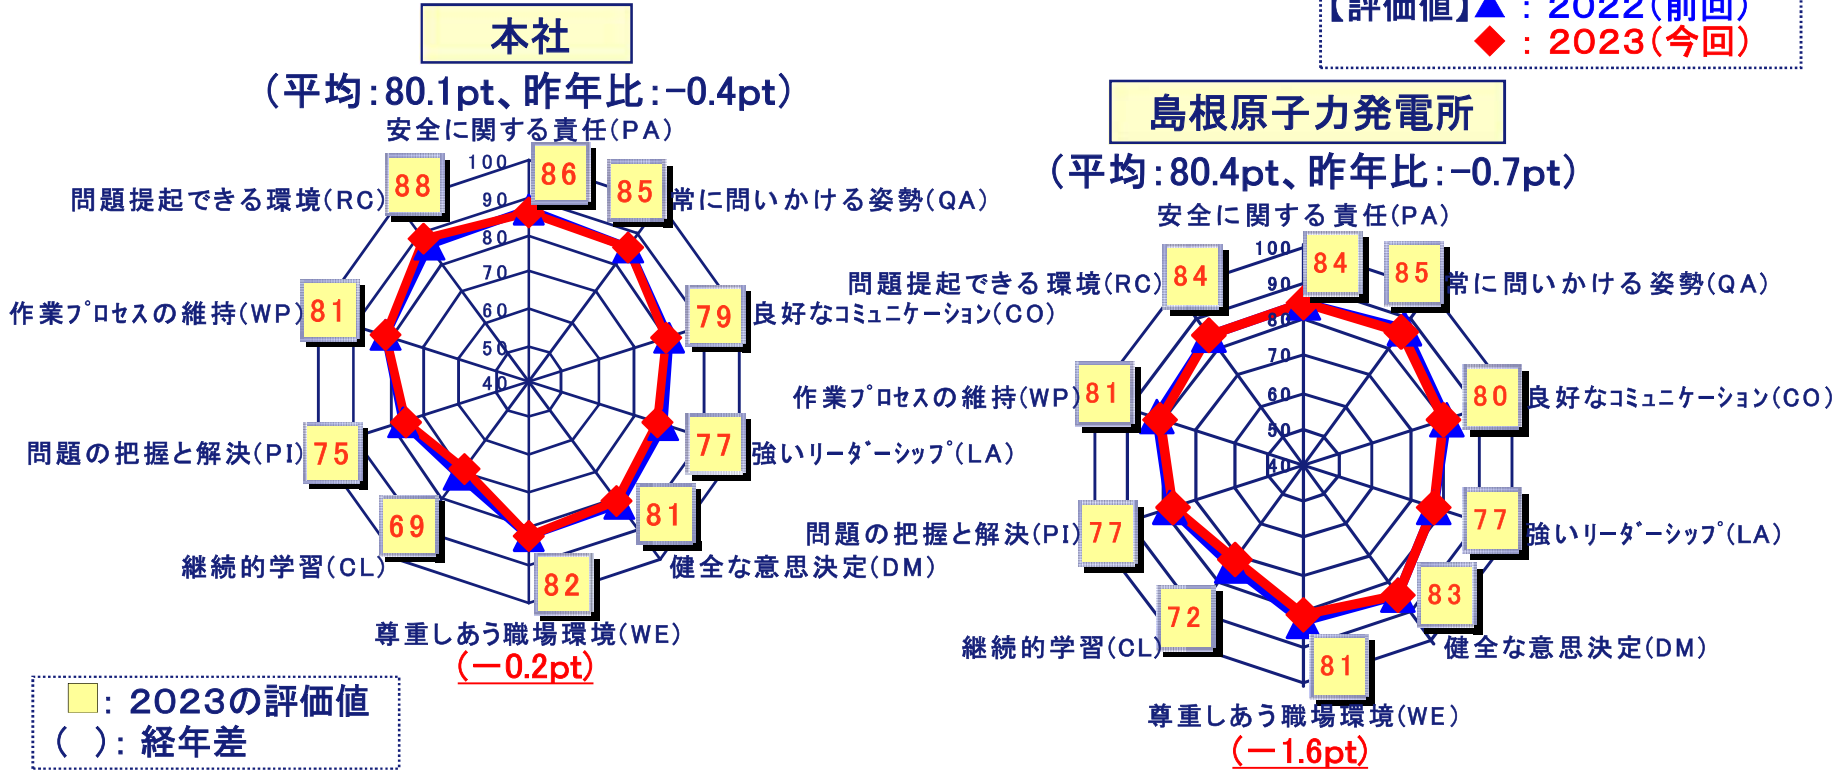 【評価値】▲：2022(前回)
◆：2023(今回)
本社
(平均:80.1pt、昨年比:-0.4pt)
安全に関する責任(PA)
86
常に問いかける姿勢(QA)
85
良好なコミュニケーション(CO)
79
強いリーダーシップ(LA)
77
健全な意思決定(DM)
81
尊重しあう職場環境(WE)
82
(-0.2pt)
継続的学習(CL)
69
問題の把握と解決(PI)
75
作業プロセスの維持(WP)
81
問題提起できる環境(RC)
88
100
90
80
70
60
50
40
島根原子力発電所
(平均:80.4pt、昨年比:-0.7pt)
安全に関する責任(PA)
84
常に問いかける姿勢(QA)
85
良好なコミュニケーション(CO)
80
強いリーダーシップ(LA)
77
健全な意思決定(DM)
83
尊重しあう職場環境(WE)
81
(-1.6pt)
継続的学習(CL)
72
問題の把握と解決(PI)
77
作業プロセスの維持(WP)
81
問題提起できる環境(RC)
84
100
90
80
70
60
50
40
：2023の評価値
( )：経年差